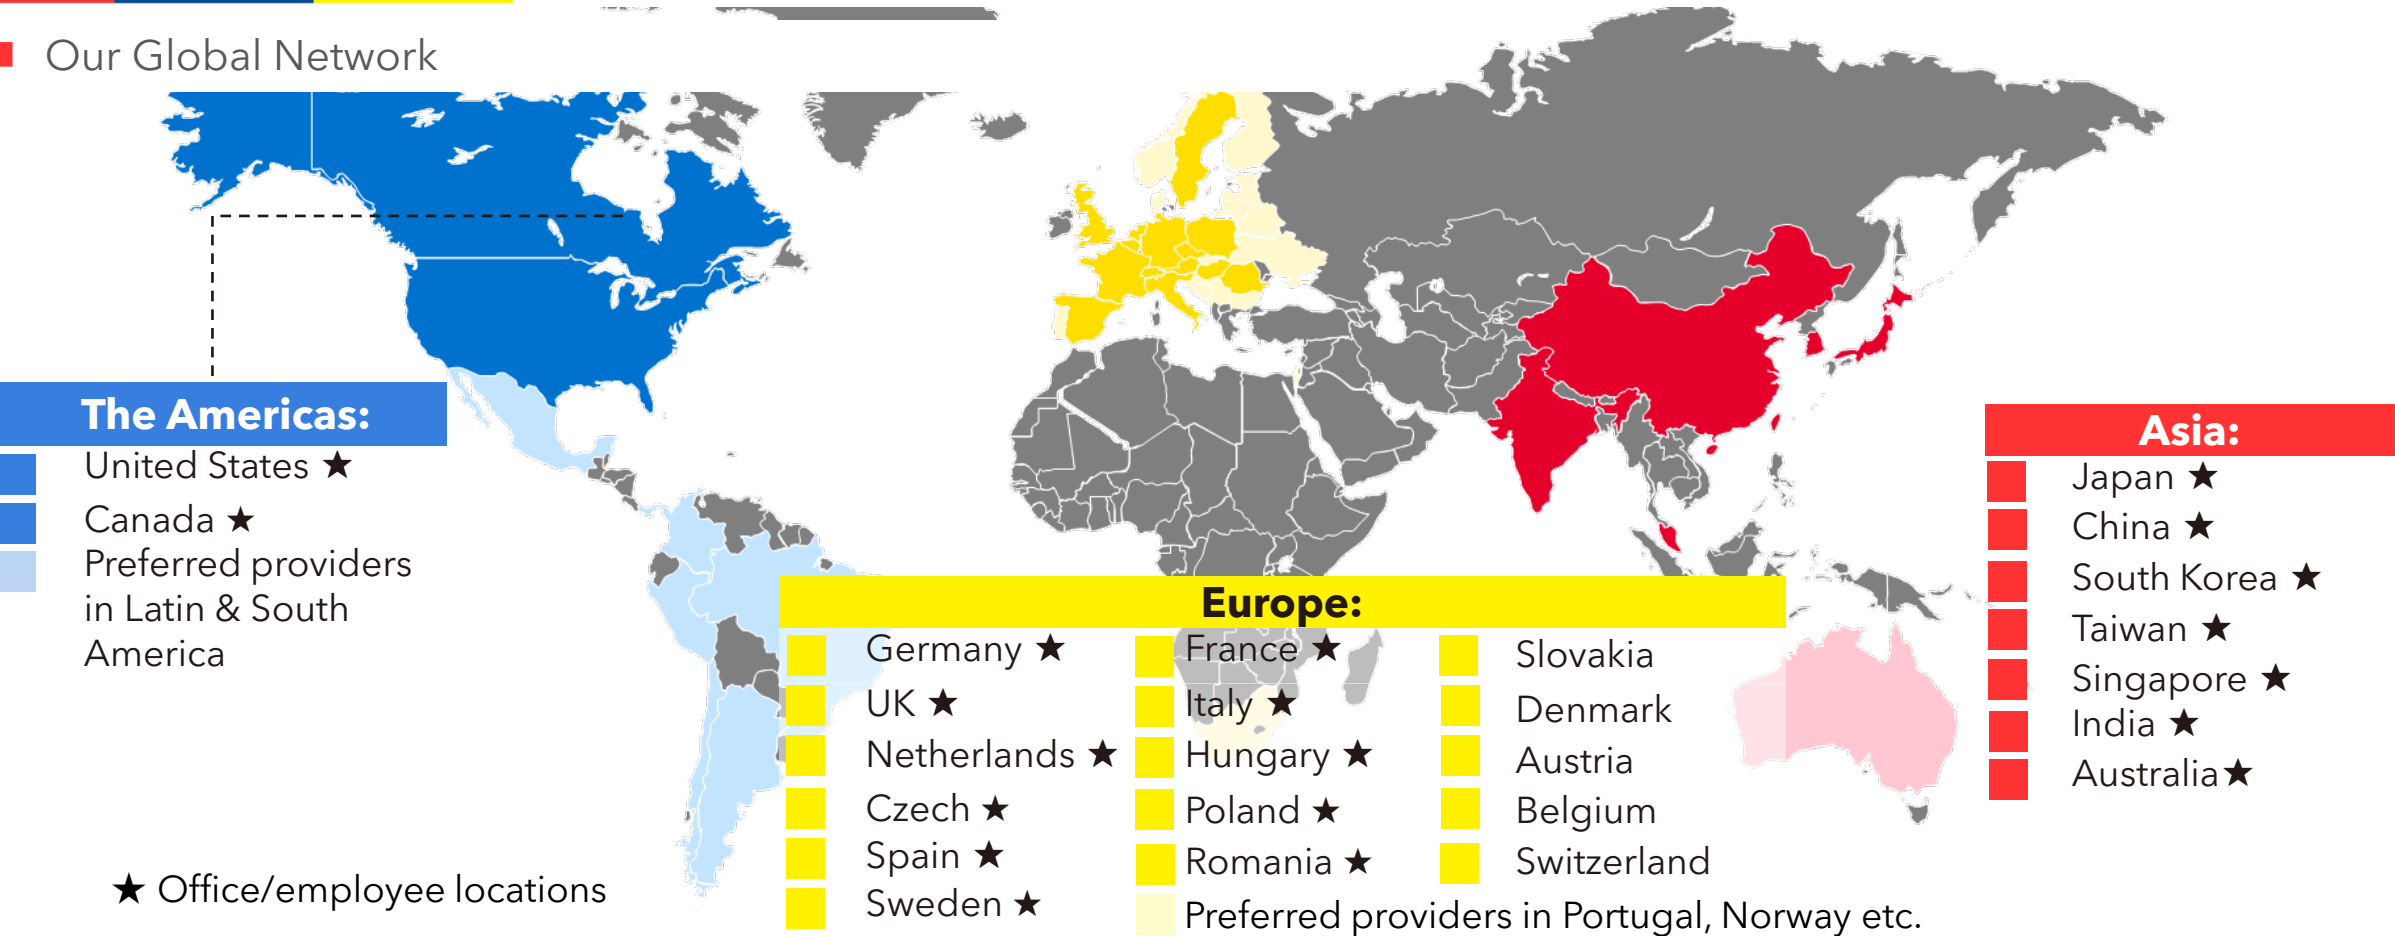 Our Global Network
The Americas:
United States ★
Canada ★
Preferred providers
in Latin & South
America
★ Office/employee locations
Europe:
Germany ★
UK ★
Netherlands ★
Czech ★
Spain ★
Sweden ★
France ★
Italy ★
Hungary ★
Poland ★
Romania ★
Preferred providers in Portugal, Norway etc.
Slovakia
Denmark
Austria
Belgium
Switzerland
Asia:
Japan ★
China ★
South Korea ★
Taiwan ★
Singapore ★
India ★
Australia★